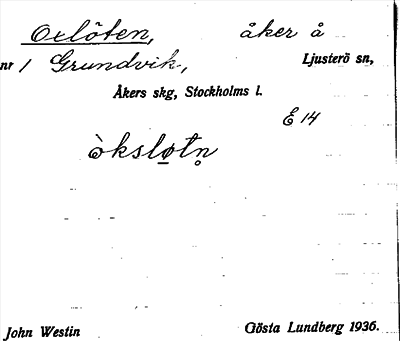 Oxlöten, åker å
nr 1 Grundvik, Ljusterö sn,
Åkers skg, Stockholms l.
E 14
òksløtn̥
John Westin Gösta Lundberg 1936.